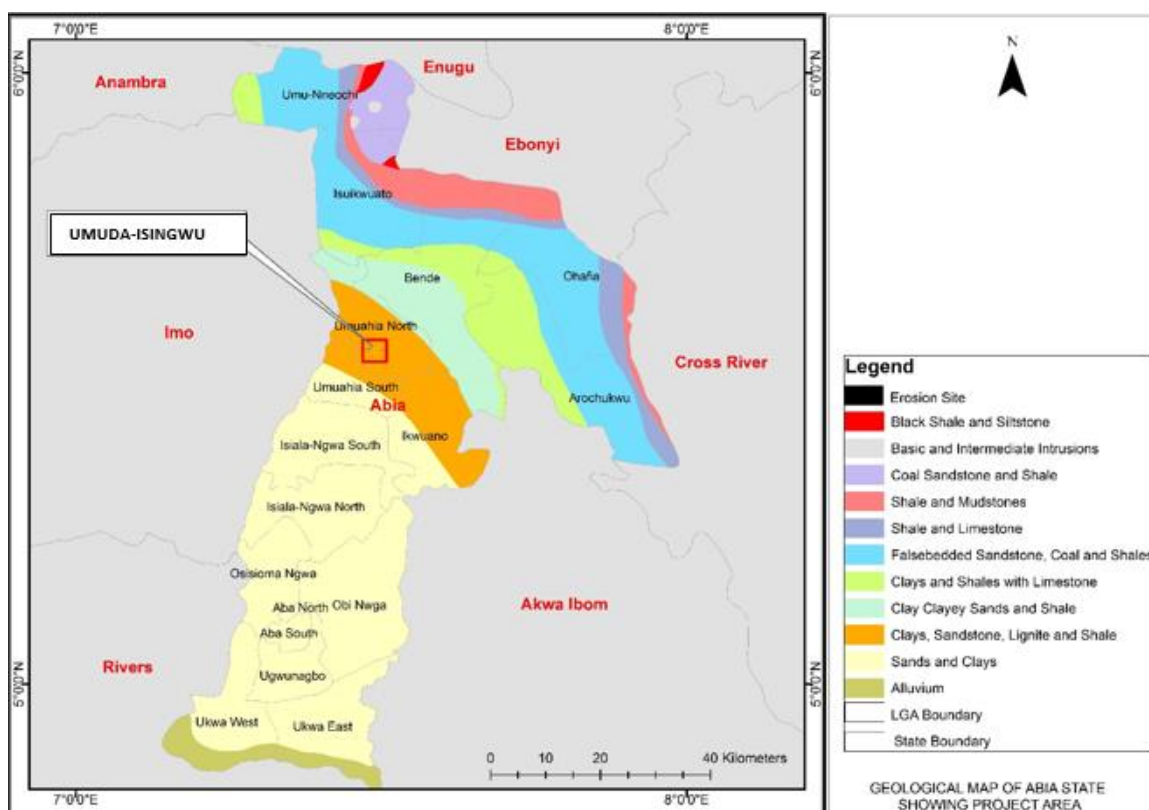 7°0'0"E
8°0'0"E
6°0'0"N
6°0'0"N
Anambra
Enugu
Umu-Nneochi
Ebonyi
Isuikwuato
UMUDA-ISINGWU
Bende
Ohafia
Imo
Umuahia North
Cross River
Umuahia South
Abia
Arochukwu
Ikwuano
Isiala-Ngwa South
Isiala-Ngwa North
Osisioma Ngwa
Aba North
Obi Nwga
Akwa Ibom
Aba South
Rivers
Ugwunagbo
5°0'0"N
5°0'0"N
Ukwa West
Ukwa East
0 10 20 40 Kilometers
7°0'0"E
8°0'0"E
N
Legend
Erosion Site
Black Shale and Siltstone
Basic and Intermediate Intrusions
Coal Sandstone and Shale
Shale and Mudstones
Shale and Limestone
Falsebedded Sandstone, Coal and Shales
Clays and Shales with Limestone
Clay Clayey Sands and Shale
Clays, Sandstone, Lignite and Shale
Sands and Clays
Alluvium
LGA Boundary
State Boundary
GEOLOGICAL MAP OF ABIA STATE
SHOWING PROJECT AREA